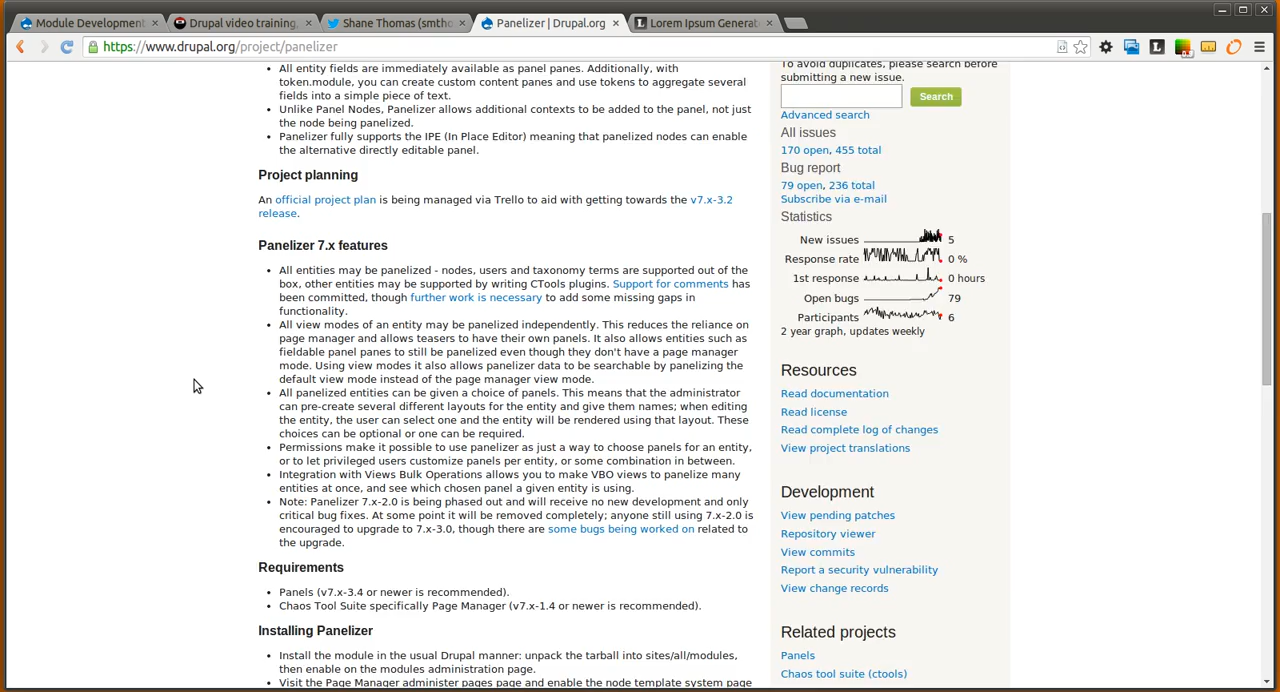 Module Development
Drupal video training,
Shane Thomas (smtho
Panelizer | Drupal.org
Lorem Ipsum Generat
https://www.drupal.org/project/panelizer
All entity fields are immediately available as panel panes. Additionally, with
token.module, you can create custom content panes and use tokens to aggregate several
fields into a simple piece of text.
Unlike Panel Nodes, Panelizer allows additional contexts to be added to the panel, not just
the node being panelized.
Panelizer fully supports the IPE (In Place Editor) meaning that panelized nodes can enable
the alternative directly editable panel.
Project planning
An official project plan is being managed via Trello to aid with getting towards the v7.x-3.2
release.
Panelizer 7.x features
All entities may be panelized - nodes, users and taxonomy terms are supported out of the
box, other entities may be supported by writing CTools plugins. Support for comments has
been committed, though further work is necessary to add some missing gaps in
functionality.
All view modes of an entity may be panelized independently. This reduces the reliance on
page manager and allows teasers to have their own panels. It also allows entities such as
fieldable panel panes to still be panelized even though they don't have a page manager
mode. Using view modes it also allows panelizer data to be searchable by panelizing the
default view mode instead of the page manager view mode.
All panelized entities can be given a choice of panels. This means that the administrator
can pre-create several different layouts for the entity and give them names; when editing
the entity, the user can select one and the entity will be rendered using that layout. These
choices can be optional or one can be required.
Permissions make it possible to use panelizer as just a way to choose panels for an entity,
or to let privileged users customize panels per entity, or some combination in between.
Integration with Views Bulk Operations allows you to make VBO views to panelize many
entities at once, and see which chosen panel a given entity is using.
Note: Panelizer 7.x-2.0 is being phased out and will receive no new development and only
critical bug fixes. At some point it will be removed completely; anyone still using 7.x-2.0 is
encouraged to upgrade to 7.x-3.0, though there are some bugs being worked on related to
the upgrade.
Requirements
Panels (v7.x-3.4 or newer is recommended).
Chaos Tool Suite specifically Page Manager (v7.x-1.4 or newer is recommended).
Installing Panelizer
Install the module in the usual Drupal manner: unpack the tarball into sites/all/modules,
then enable on the modules administration page.
Visit the Page Manager administer pages page and enable the node template system page
To avoid duplicates, please search before
submitting a new issue.
Search
Advanced search
All issues
170 open, 455 total
Bug report
79 open, 236 total
Subscribe via e-mail
Statistics
New issues 5
Response rate 0 %
1st response 0 hours
Open bugs 79
Participants 6
2 year graph, updates weekly
Resources
Read documentation
Read license
Read complete log of changes
View project translations
Development
View pending patches
Repository viewer
View commits
Report a security vulnerability
View change records
Related projects
Panels
Chaos tool suite (ctools)